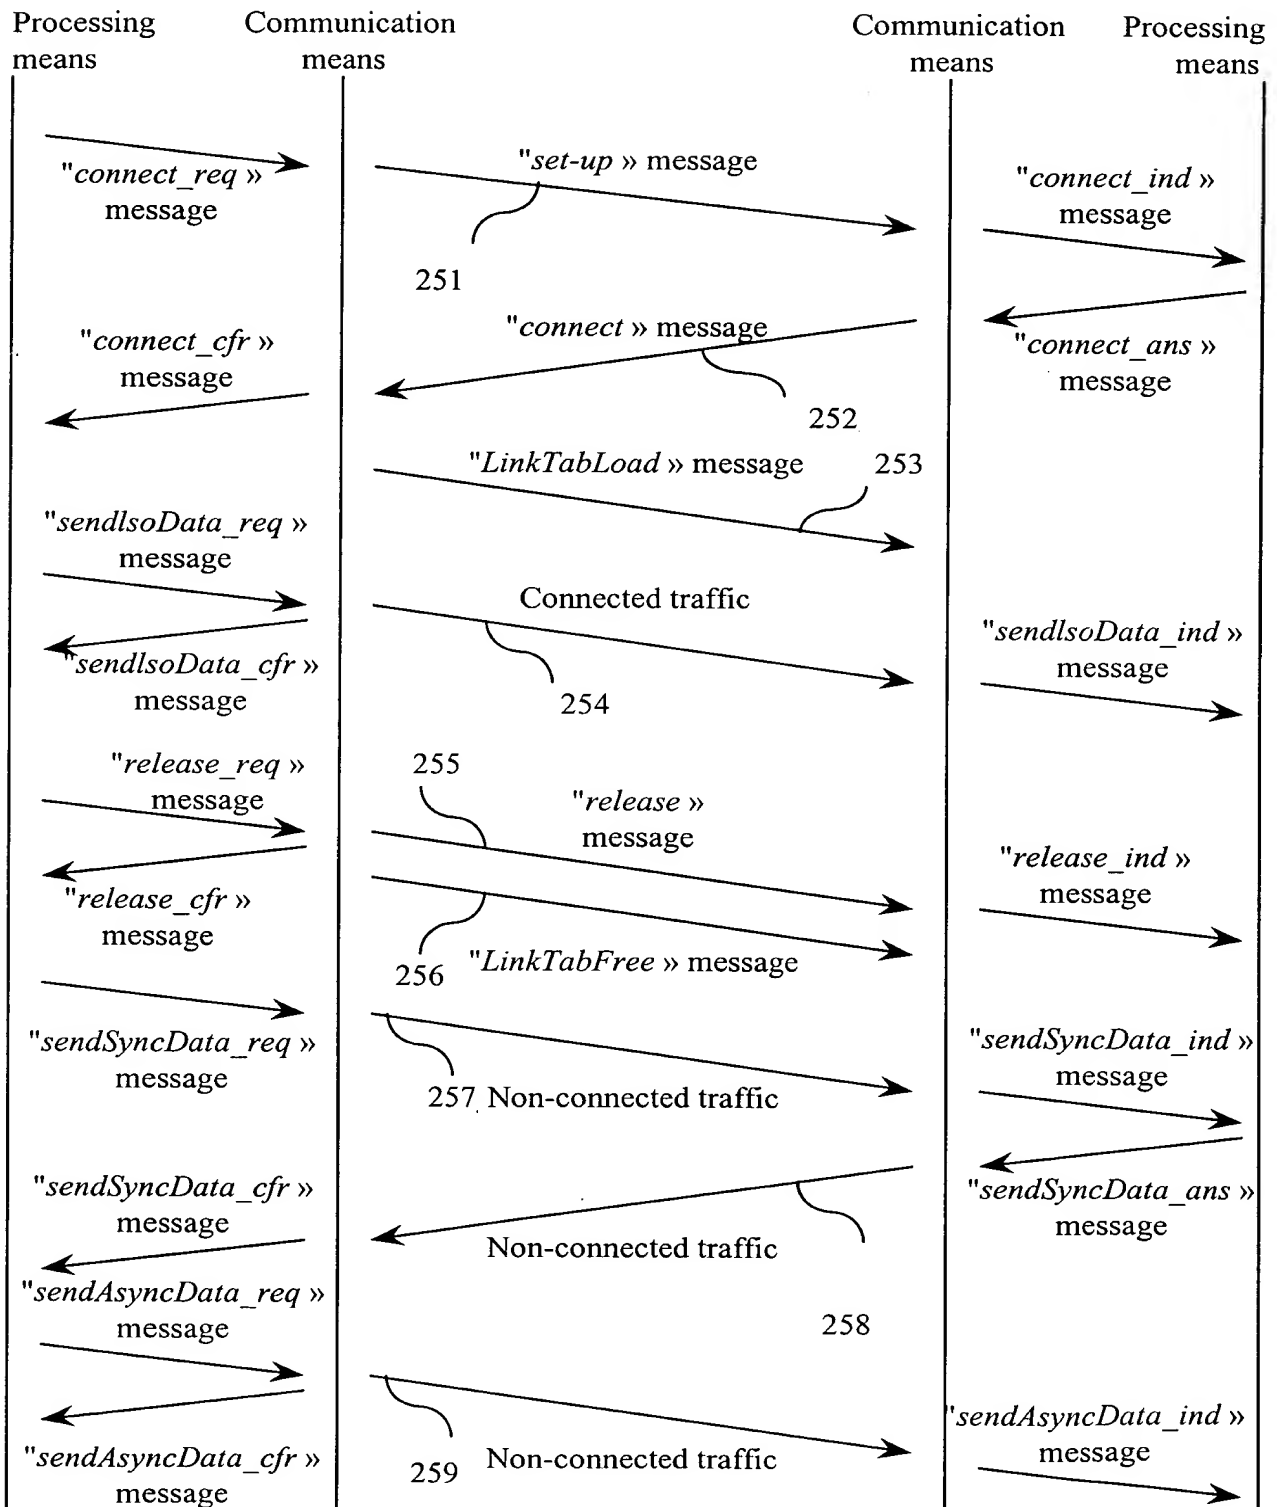 Processing
means
Communication
means
Communication
means
Processing
means
"connect_req »
message
"set-up » message
251
"connect_ind »
message
"connect » message
"connect_ans »
message
"connect_cfr »
message
252
"LinkTabLoad » message
253
"sendlsoData_req »
message
Connected traffic
"sendlsoData_ind »
message
"sendlsoData_cfr »
message
254
"release_req »
message
255
"release »
message
"release_ind »
message
"release_cfr »
message
256
"LinkTabFree » message
"sendSyncData_req »
message
257
Non-connected traffic
"sendSyncData_ind »
message
"sendSyncData_ans »
message
"sendSyncData_cfr »
message
Non-connected traffic
258
"sendAsyncData_req »
message
"sendAsyncData_ind »
message
"sendAsyncData_cfr »
message
259
Non-connected traffic